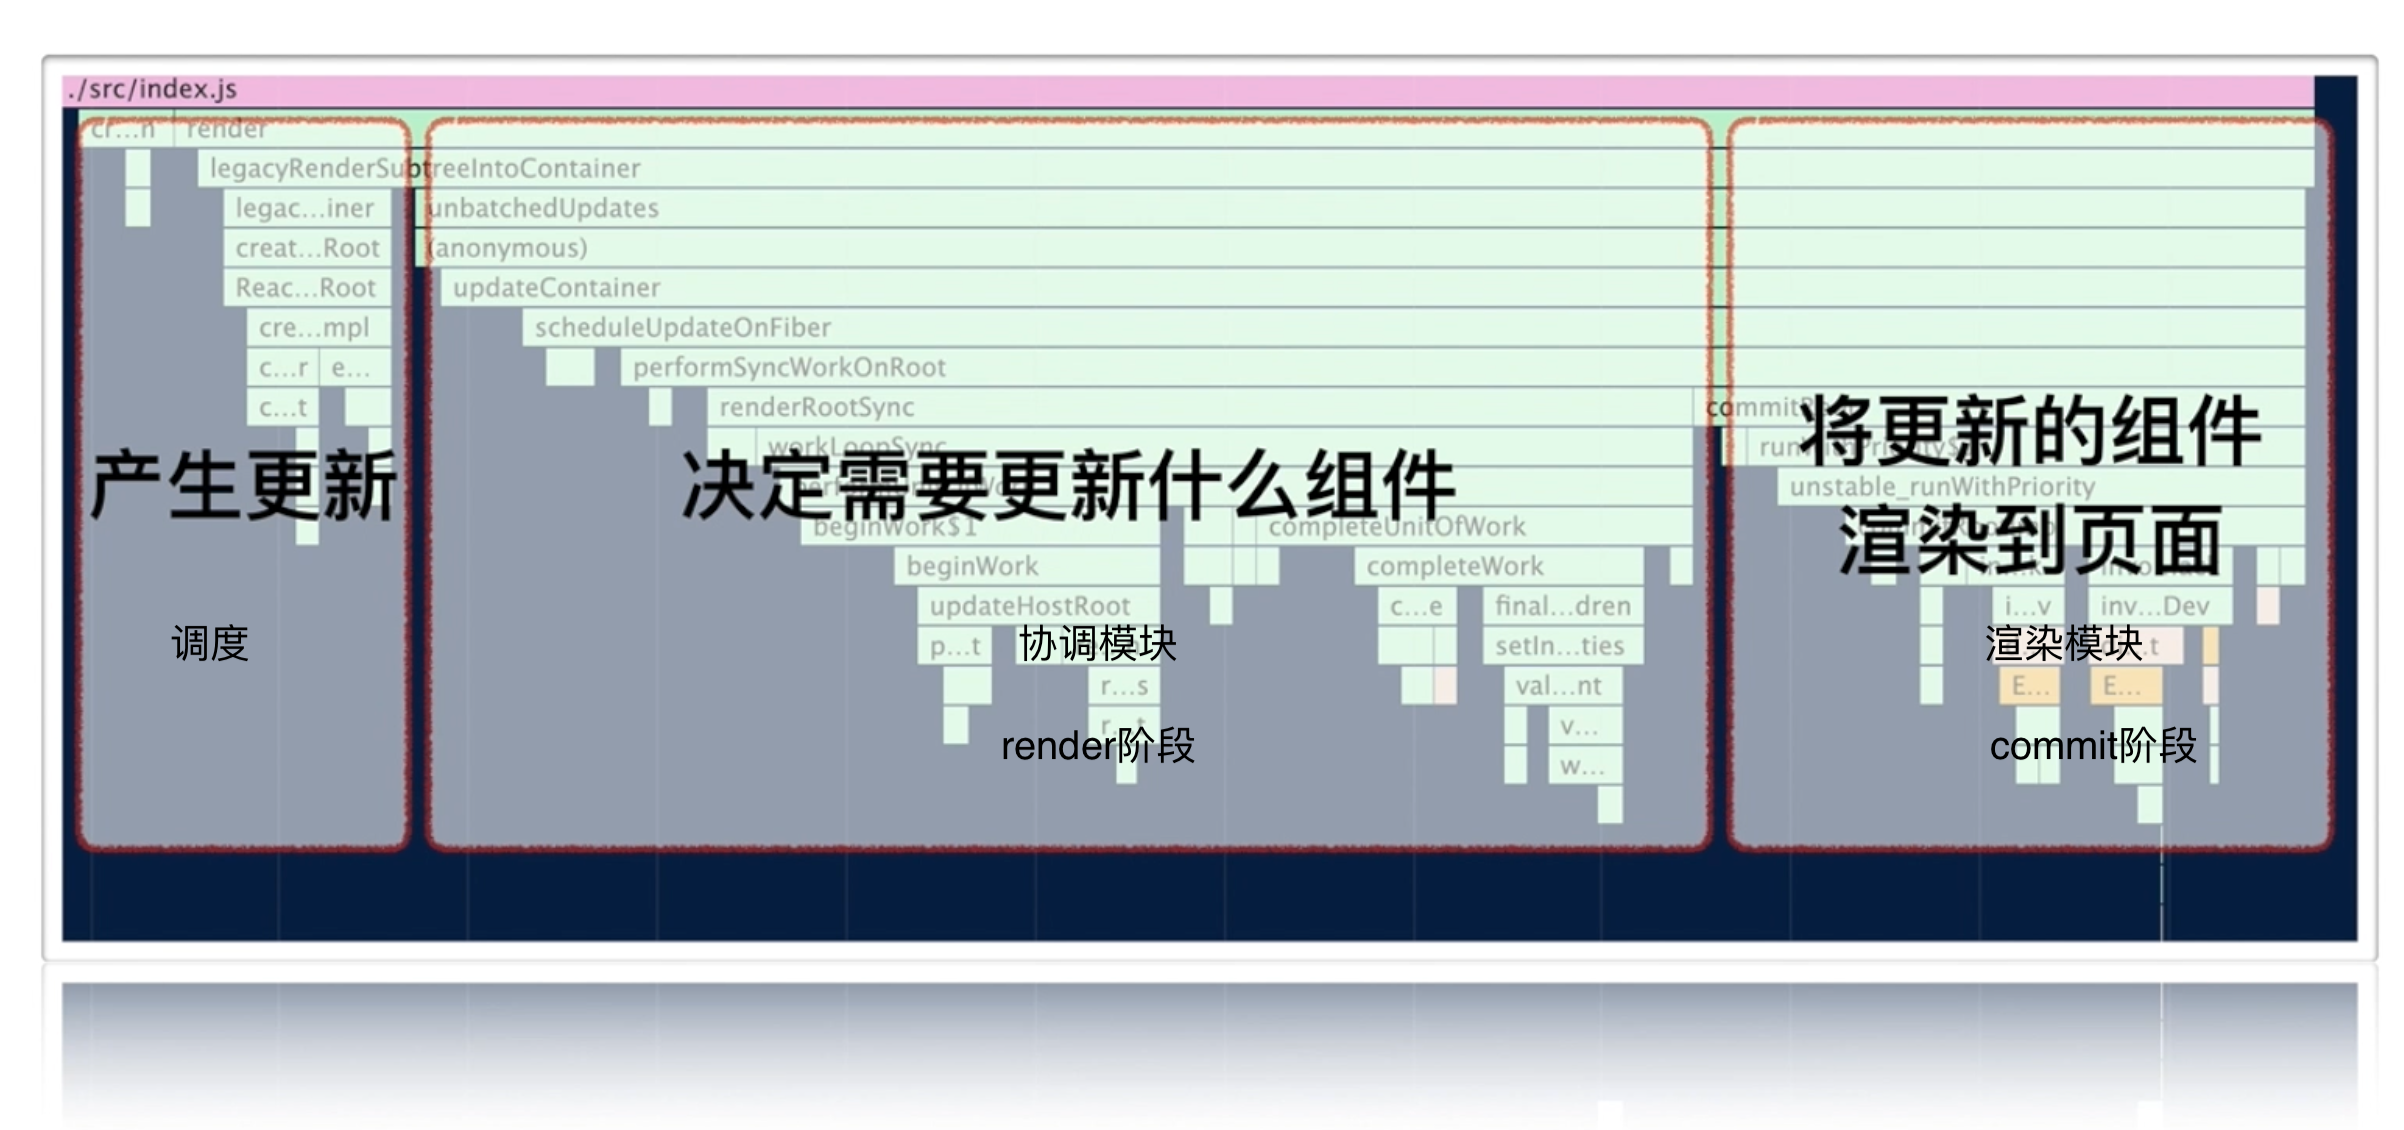 ./src/index.js
cr...n render
legacyRenderSubtreeIntoContainer
legac...iner unbatchedUpdates
creat...Root (anonymous)
Reac...Root updateContainer
cre...mpl scheduleUpdateOnFiber
c...r e... performSyncWorkOnRoot
c...t renderRootSync
workLoopSync
产生更新
决定需要更新什么组件
将更新的组件
渲染到页面
unstable_runWithPriority
beginWork$1 completeUnitOfWork
beginWork completeWork
updateHostRoot c...e final...dren i...v inv...Dev
调度
协调模块
渲染模块
p...t setIn...ties
r...s val...nt E... E...
v...
render阶段
commit阶段
w...